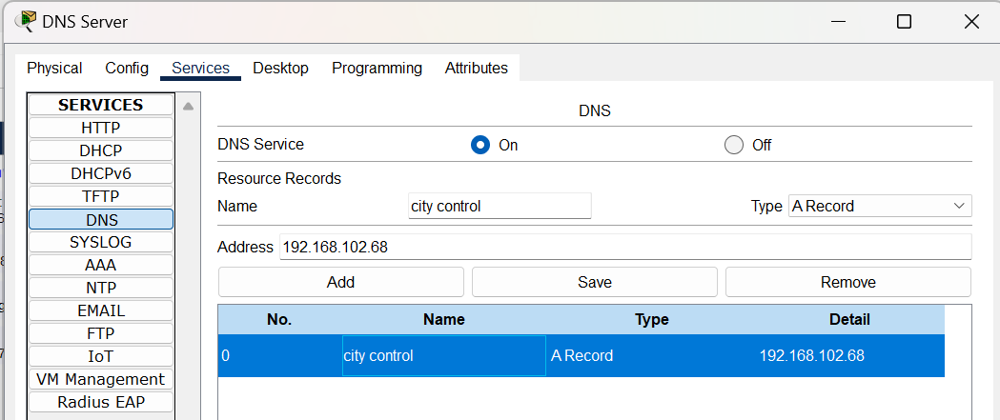 DNS Server
Physical Config Services Desktop Programming Attributes
SERVICES
HTTP
DHCP
DHCPv6
TFTP
DNS
SYSLOG
AAA
NTP
EMAIL
FTP
IoT
VM Management
Radius EAP
DNS
DNS Service On Off
Resource Records
Name city control Type A Record
Address 192.168.102.68
Add Save Remove
No. Name Type Detail
0 city control A Record 192.168.102.68